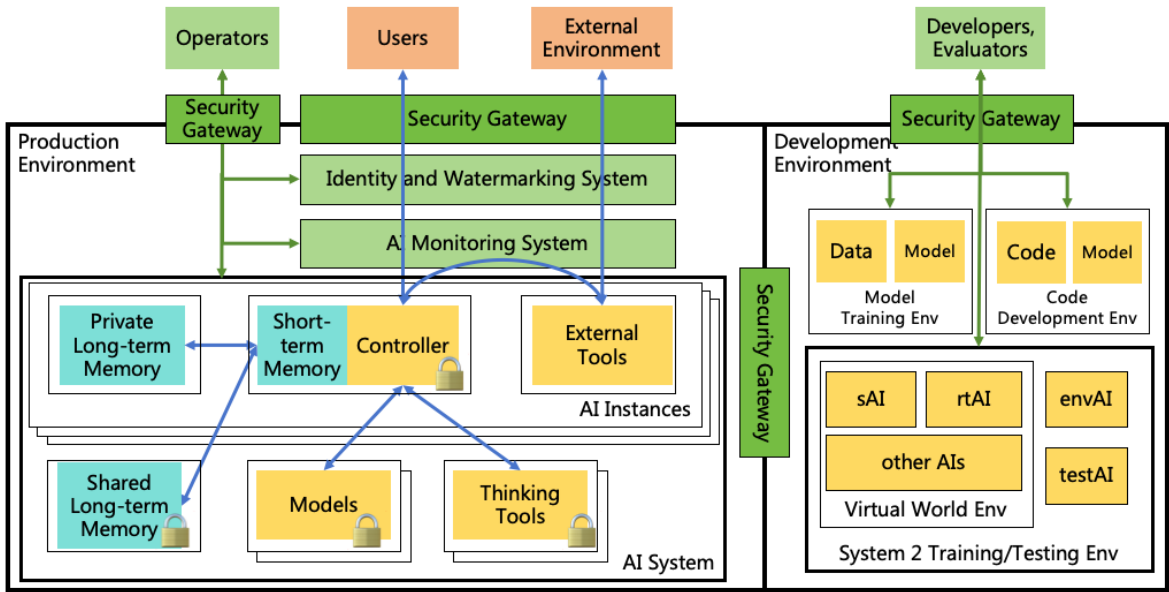 Operators
Users
External
Environment
Developers,
Evaluators
Security
Gateway
Security Gateway
Security Gateway
Production
Environment
Development
Environment
Identity and Watermarking System
AI Monitoring System
Security Gateway
Data
Model
Model
Training Env
Code
Model
Code
Development Env
Private
Long-term
Memory
Short-
term
Memory
Controller
External
Tools
AI Instances
Shared
Long-term
Memory
Models
Thinking
Tools
AI System
sAI
rtAI
other AIs
Virtual World Env
envAI
testAI
System 2 Training/Testing Env